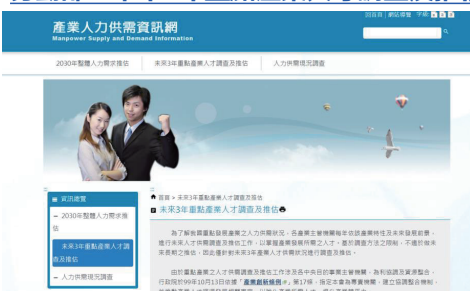 產業人力供需資訊網
Manpower Supply and Demand Information
回首頁 | 網站導覽 字級
2030年整體人力需求推估 未來3年重點產業人才調查及推估 人力供需現況調查
資訊總覽
2030年整體人力需求推估
未來3年重點產業人才調查及推估
人力供需現況調查
首頁 > 未來3年重點產業人才調查及推估
未來3年重點產業人才調查及推估
為了解我國重點發展產業之人力供需狀況，各產業主管機關每年依該產業特性及未來發展前景，
進行未來人才供需調查及推估工作，以掌握產業發展所需之人才，基於調查方法之限制，不適於做未
來長期之推估，因此僅針對未來3年產業人才供需狀況進行調查及推估。
由於重點產業之人才供需調查及推估工作涉及各中央目的事業主管機關，為利協調及資源整合，
行政院於99年10月13日依據「產業創新條例」第17條，指定本會為專責機關，建立協調整合機制，